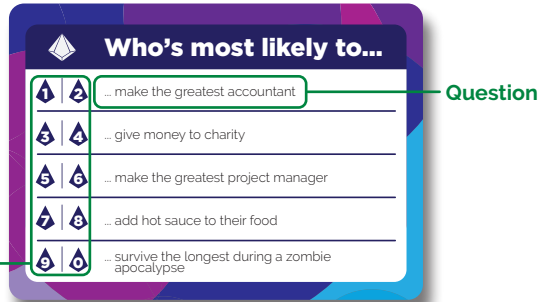 Who's most likely to...
1 2 ... make the greatest accountant
Question
3 4 ... give money to charity
5 6 ... make the greatest project manager
7 8 ... add hot sauce to their food
9 0 ... survive the longest during a zombie
apocalypse